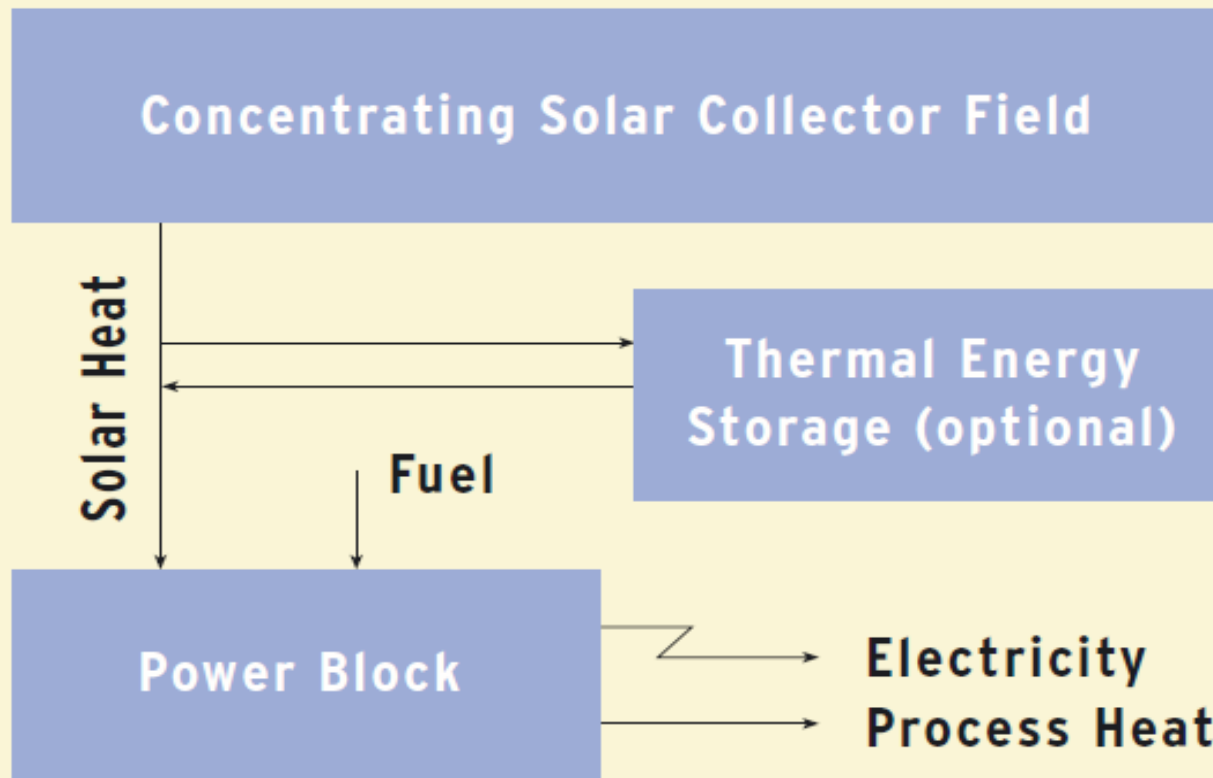 Concentrating Solar Collector Field
Solar Heat
Thermal Energy
Storage (optional)
Fuel
Power Block
Electricity
Process Heat